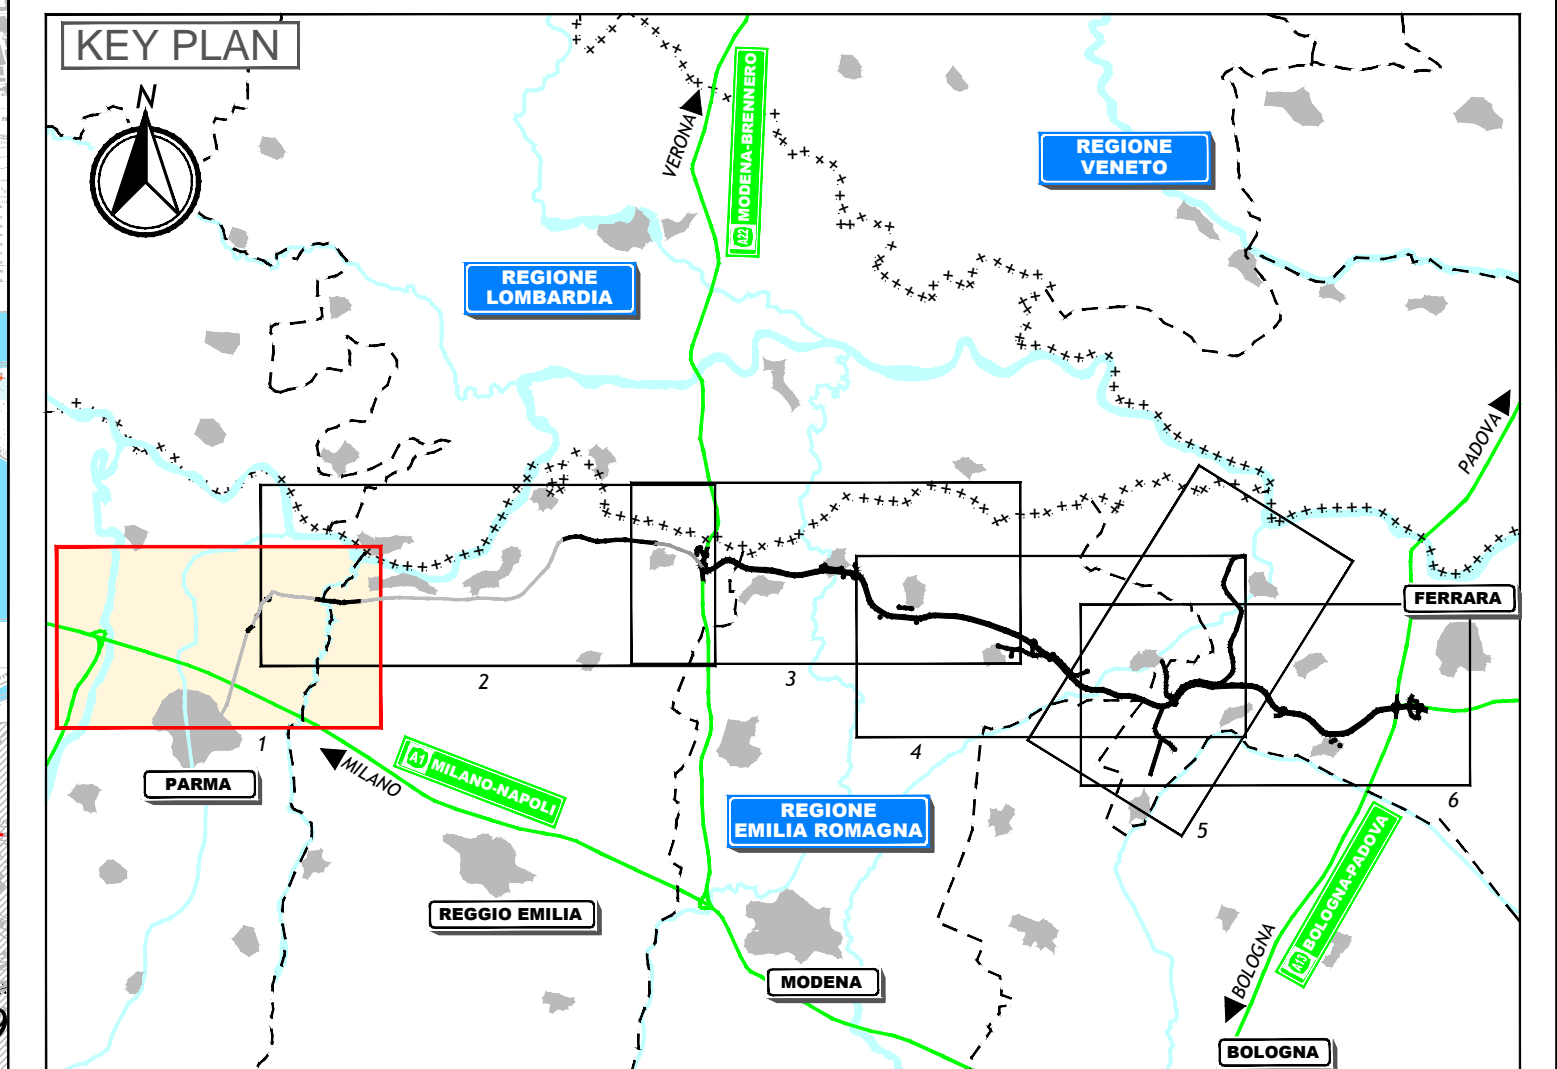 KEY PLAN
N
VERONA
A22 MODENA-BRENNERO
REGIONE
VENETO
REGIONE
LOMBARDIA
PADOVA
FERRARA
2
3
1
4
6
5
PARMA
MILANO
A1 MILANO-NAPOLI
REGIONE
EMILIA ROMAGNA
REGGIO EMILIA
MODENA
A13 BOLOGNA-PADOVA
BOLOGNA
BOLOGNA